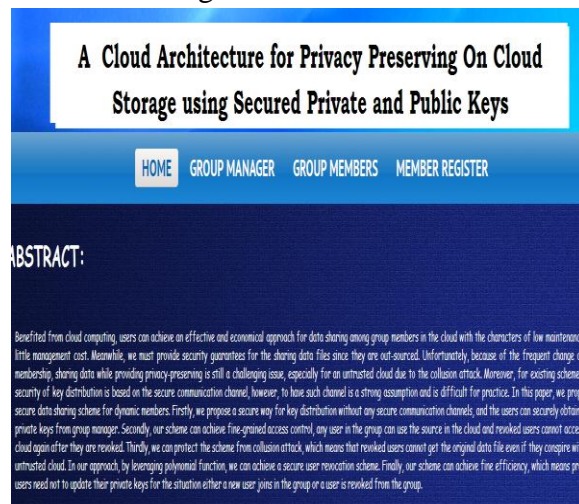 A Cloud Architecture for Privacy Preserving On Cloud
Storage using Secured Private and Public Keys
HOME GROUP MANAGER GROUP MEMBERS MEMBER REGISTER
ABSTRACT:
Benefited from cloud computing, users can achieve an effective and economical approach for data sharing among group members in the cloud with the characters of low maintenance
little management cost. Meanwhile, we must provide security guarantees for the sharing data files since they are out-sourced. Unfortunately, because of the frequent change
membership, sharing data while providing privacy-preserving is still a challenging issue, especially for an untrusted cloud due to the collusion attack. Moreover, for existing scheme
security of key distribution is based on the secure communication channel, however, to have such channel is a strong assumption and is difficult for practice. In this paper, we prop
secure data sharing scheme for dynamic members. Firstly, we propose a secure way for key distribution without any secure communication channels, and the users can securely obtain
private keys from group manager. Secondly, our scheme can achieve fine-grained access control, any user in the group can use the source in the cloud and revoked users cannot acce
cloud again after they are revoked. Thirdly, we can protect the scheme from collusion attack, which means that revoked users cannot get the original data file even if they conspire wi
untrusted cloud. In our approach, by leveraging polynomial function, we can achieve a secure user revocation scheme. Finally, our scheme can achieve fine efficiency, which means pr
users need not to update their private keys for the situation either a new user joins in the group or a user is revoked from the group.